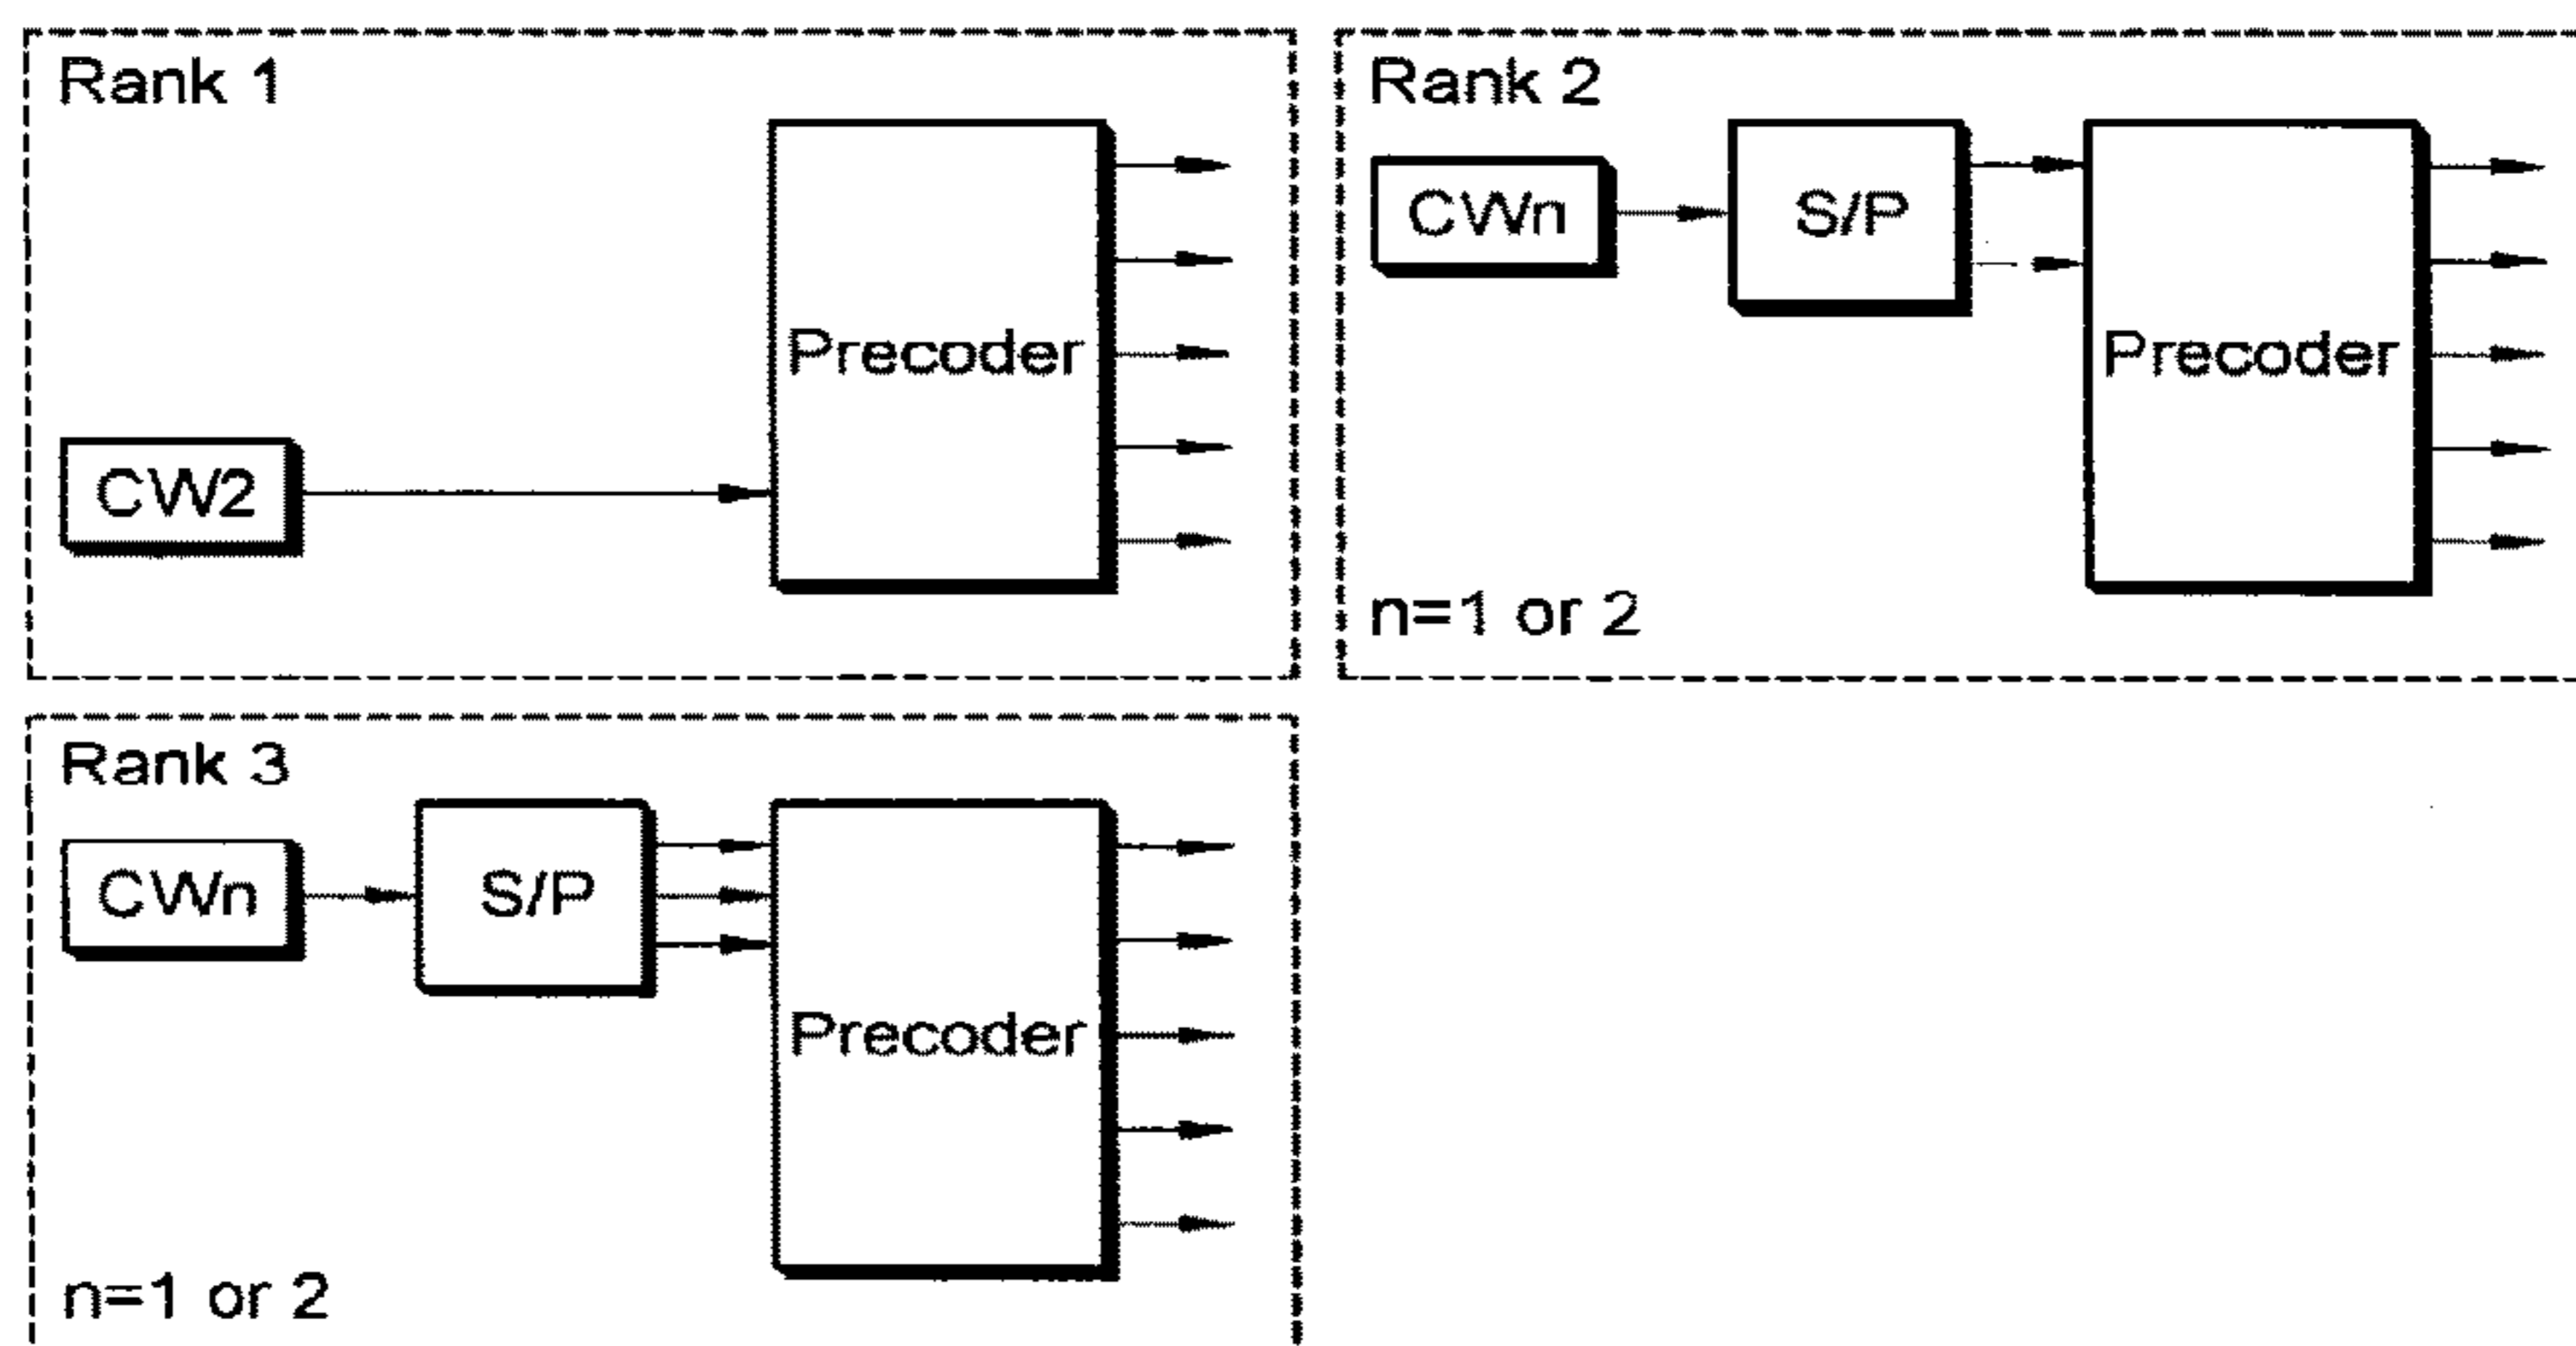 Rank 1
Precoder
CW2
Rank 2
CWn
S/P
Precoder
n=1 or 2
Rank 3
CWn
S/P
Precoder
n=1 or 2